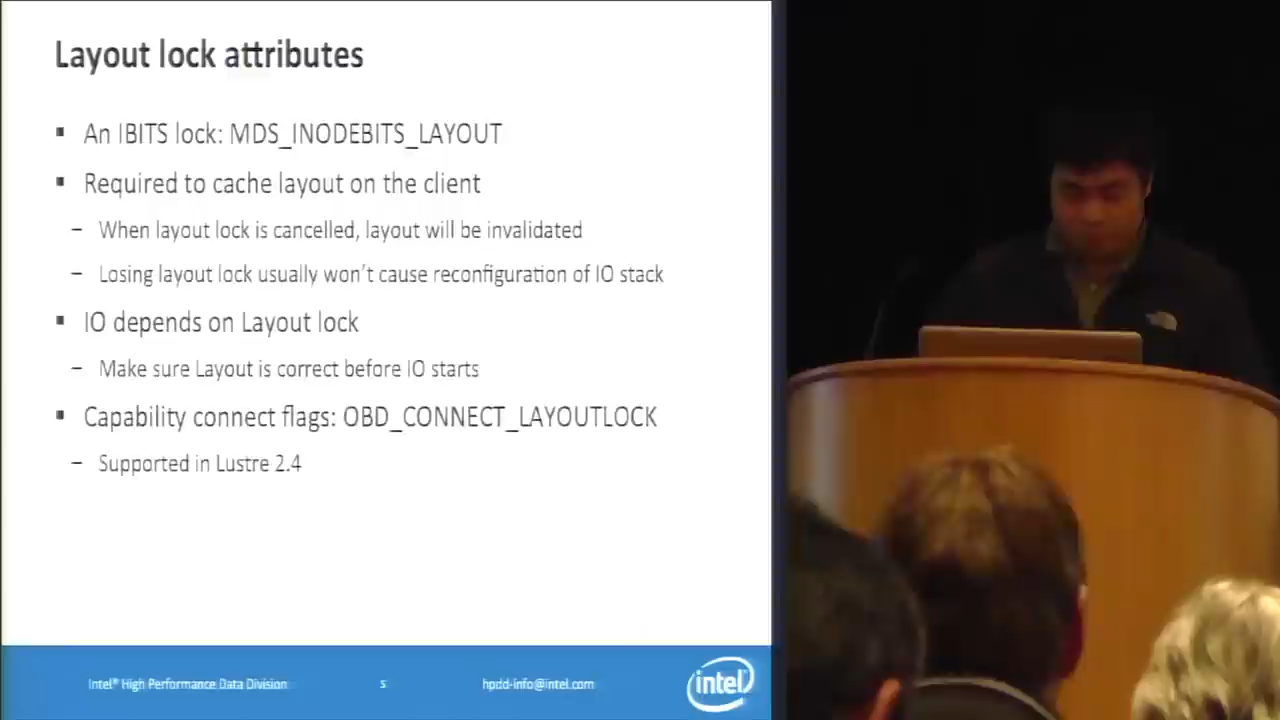 Layout lock attributes
▪ An IBITS lock: MDS_INODEBITS_LAYOUT
▪ Required to cache layout on the client
– When layout lock is cancelled, layout will be invalidated
– Losing layout lock usually won't cause reconfiguration of IO stack
▪ IO depends on Layout lock
– Make sure Layout is correct before IO starts
▪ Capability connect flags: OBD_CONNECT_LAYOUTLOCK
– Supported in Lustre 2.4
Intel® High Performance Data Division 5 hpdd-info@intel.com intel